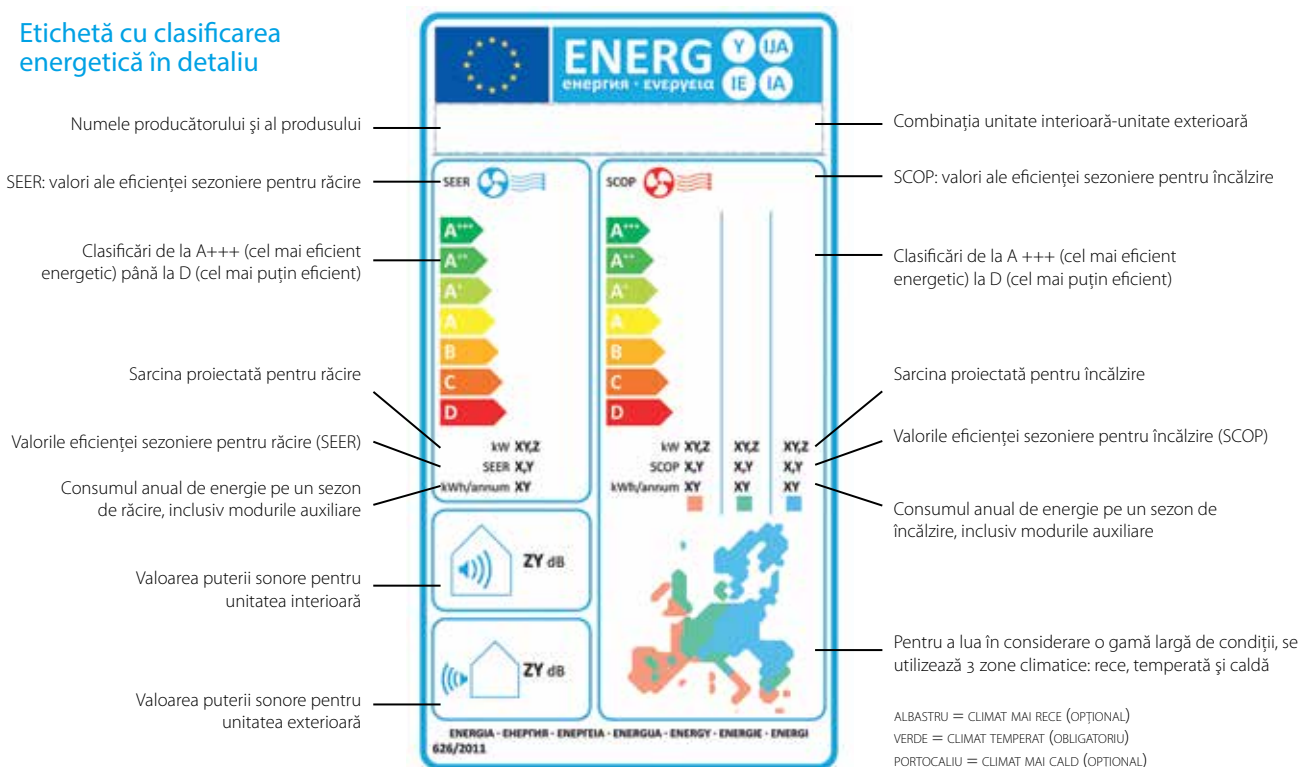 Etichetă cu clasificarea
energetică în detaliu
ENERG
енергия · ενεργεια
Y IJA
IE IA
Numele producătorului şi al produsului
Combinaţia unitate interioară-unitate exterioară
SEER: valori ale eficienţei sezoniere pentru răcire
SEER
SCOP
SCOP: valori ale eficienţei sezoniere pentru încălzire
Clasificări de la A+++ (cel mai eficient
energetic) până la D (cel mai puţin eficient)
A+++
A++
A+
A
B
C
D
A+++
A++
A+
A
B
C
D
Clasificări de la A +++ (cel mai eficient
energetic) la D (cel mai puţin eficient)
Sarcina proiectată pentru răcire
Valorile eficienţei sezoniere pentru răcire (SEER)
Consumul anual de energie pe un sezon
de răcire, inclusiv modurile auxiliare
kW XY,Z
SEER X,Y
kWh/annum XY
kW XY,Z XY,Z XY,Z
SCOP X,Y X,Y X,Y
kWh/annum XY XY XY
Sarcina proiectată pentru încălzire
Valorile eficienţei sezoniere pentru încălzire (SCOP)
Consumul anual de energie pe un sezon de
încălzire, inclusiv modurile auxiliare
Valoarea puterii sonore pentru
unitatea interioară
ZY dB
Valoarea puterii sonore pentru
unitatea exterioară
ZY dB
Pentru a lua în considerare o gamă largă de condiţii, se
utilizează 3 zone climatice: rece, temperată şi caldă
ALBASTRU = CLIMAT MAI RECE (OPŢIONAL)
VERDE = CLIMAT TEMPERAT (OBLIGATORIU)
PORTOCALIU = CLIMAT MAI CALD (OPŢIONAL)
ENERGIA · ЕНЕРГИЯ · ΕΝΕΡΓΕΙΑ · ENERGIJA · ENERGY · ENERGIE · ENERGI
626/2011